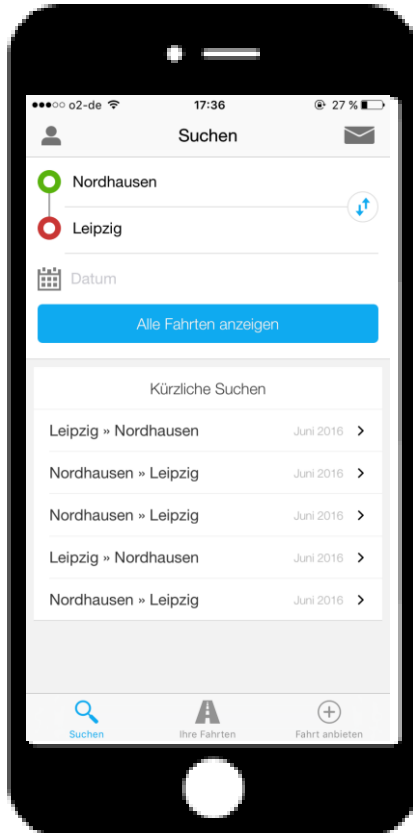 o2-de 17:36 27 %
Suchen
Nordhausen
Leipzig
Datum
Alle Fahrten anzeigen
Kürzliche Suchen
Leipzig » Nordhausen Juni 2016
Nordhausen » Leipzig Juni 2016
Nordhausen » Leipzig Juni 2016
Leipzig » Nordhausen Juni 2016
Nordhausen » Leipzig Juni 2016
Suchen Ihre Fahrten Fahrt anbieten